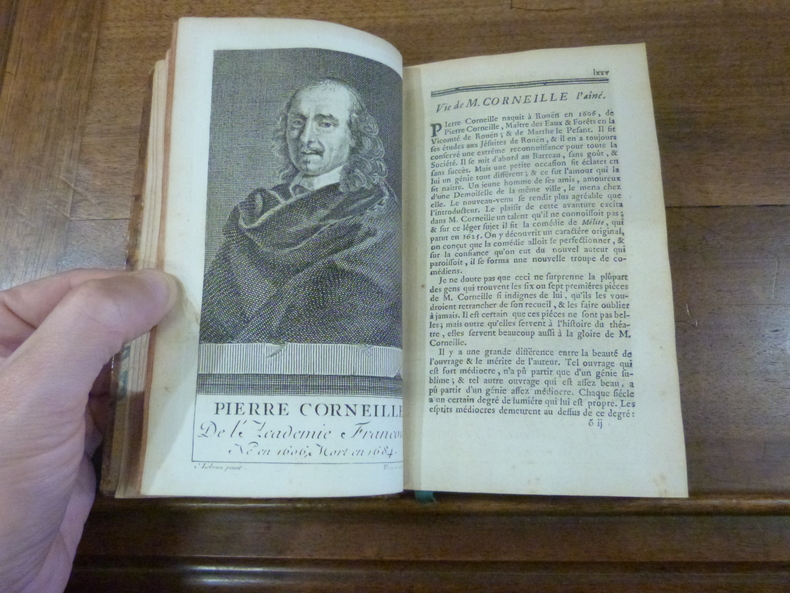 PIERRE CORNEILLE
De l'Academie Francoi
Né en 1606, Mort en 1684.
pinxit
lxxv
Vie de M. CORNEILLE l'aîné.
PIerre Corneille naquit à Rouën en 1606, de
Pierre Corneille, Maître des Eaux & Forêts en la
Vicomté de Rouën; & de Marthe le Pesant. Il fit
ses études aux Jésuites de Rouën, & il en a toujours
conservé une extrême reconnoissance pour toute la
Société. Il se mit d'abord au Barreau, sans goût, &
sans succès. Mais une petite occasion fit éclater en
lui un génie tout différent; & ce fut l'amour qui la
fit naître. Un jeune homme de ses amis, amoureux
d'une Demoiselle de la même ville, le mena chez
elle. Le nouveau-venu se rendit plus agréable que
l'introducteur. Le plaisir de cette avanture excita
dans M. Corneille un talent qu'il ne connoissoit pas;
& sur ce léger sujet il fit la comédie de Mélite, qui
parut en 1625. On y découvrit un caractére original,
on conçut que la comédie alloit se perfectionner, &
sur la confiance qu'on eut du nouvel auteur qui
paroissoit, il se forma une nouvelle troupe de co-
médiens.
Je ne doute pas que ceci ne surprenne la plûpart
des gens qui trouvent les six ou sept premiéres piéces
de M. Corneille si indignes de lui, qu'ils les vou-
droient retrancher de son recueil, & les faire oublier
à jamais. Il est certain que ces piéces ne sont pas bel-
les; mais outre qu'elles servent à l'histoire du théa-
tre, elles servent beaucoup aussi à la gloire de M.
Corneille.
Il y a une grande différence entre la beauté de
l'ouvrage & le mérite de l'auteur. Tel ouvrage qui
est fort médiocre, n'a pû partir que d'un génie su-
blime; & tel autre ouvrage qui est assez beau, a
pû partir d'un génie assez médiocre. Chaque siécle
a un certain degré de lumiére qui lui est propre. Les
esprits médiocres demeurent au dessus de ce degré:
õ ij